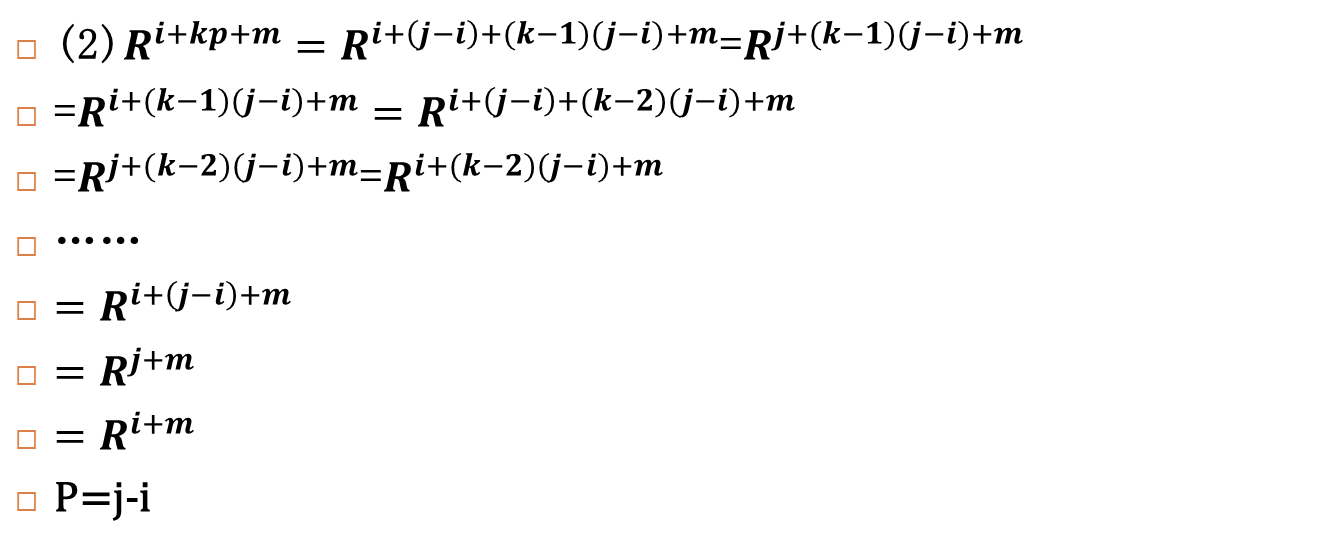 □ (2) R^{i+kp+m} = R^{i+(j−i)+(k−1)(j−i)+m}=R^{j+(k−1)(j−i)+m}
□ =R^{i+(k−1)(j−i)+m} = R^{i+(j−i)+(k−2)(j−i)+m}
□ =R^{j+(k−2)(j−i)+m}=R^{i+(k−2)(j−i)+m}
□ ……
□ = R^{i+(j−i)+m}
□ = R^{j+m}
□ = R^{i+m}
□ P=j-i